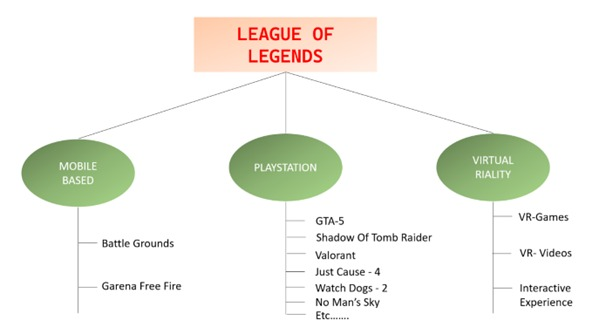 LEAGUE OF
LEGENDS
MOBILE
BASED
PLAYSTATION
VIRTUAL
RIALITY
Battle Grounds
Garena Free Fire
GTA-5
Shadow Of Tomb Raider
Valorant
Just Cause - 4
Watch Dogs - 2
No Man's Sky
Etc.......
VR-Games
VR- Videos
Interactive
Experience